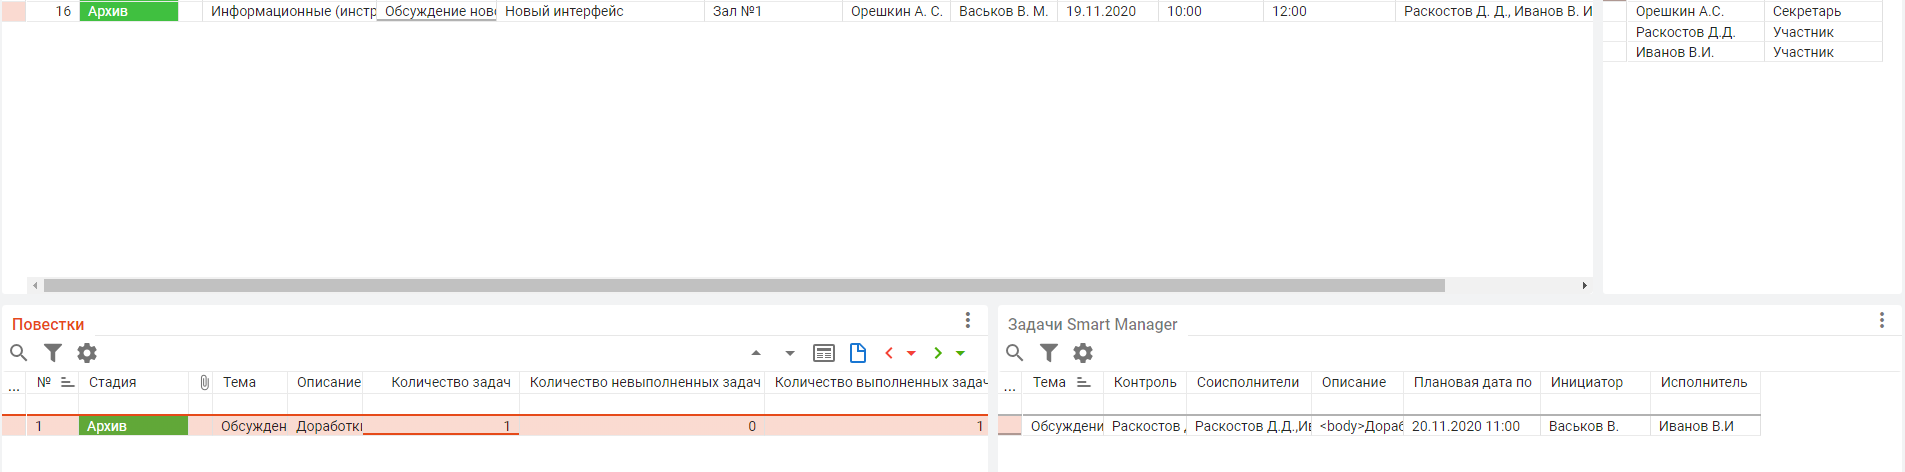 16 Архив Информационные (инстр Обсуждение нов Новый интерфейс Зал №1 Орешкин А. С. Васьков В. М. 19.11.2020 10:00 12:00 Раскостов Д. Д., Иванов В. И
Орешкин А.С. Секретарь
Раскостов Д.Д. Участник
Иванов В.И. Участник
Повестки
... № Стадия Тема Описание Количество задач Количество невыполненных задач Количество выполненных задач
1 Архив Обсужден Доработк 1 0 1
Задачи Smart Manager
... Тема Контроль Соисполнители Описание Плановая дата по Инициатор Исполнитель
Обсуждени Раскостов Раскостов Д.Д.,Ив <body>Дораб 20.11.2020 11:00 Васьков В. Иванов В.И